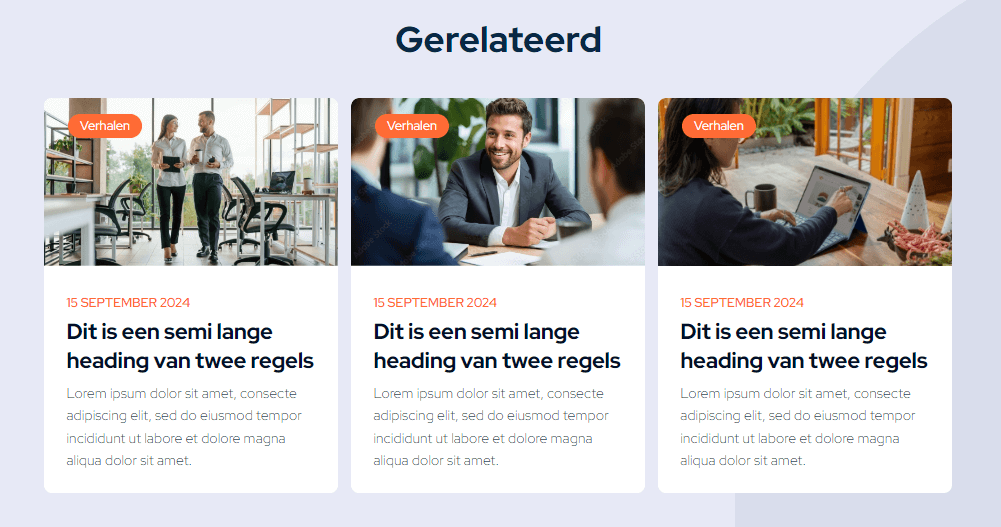 Gerelateerd
Verhalen
15 SEPTEMBER 2024
Dit is een semi lange
heading van twee regels
Lorem ipsum dolor sit amet, consecte
adipiscing elit, sed do eiusmod tempor
incididunt ut labore et dolore magna
aliqua dolor sit amet.
Verhalen
15 SEPTEMBER 2024
Dit is een semi lange
heading van twee regels
Lorem ipsum dolor sit amet, consecte
adipiscing elit, sed do eiusmod tempor
incididunt ut labore et dolore magna
aliqua dolor sit amet.
Verhalen
15 SEPTEMBER 2024
Dit is een semi lange
heading van twee regels
Lorem ipsum dolor sit amet, consecte
adipiscing elit, sed do eiusmod tempor
incididunt ut labore et dolore magna
aliqua dolor sit amet.